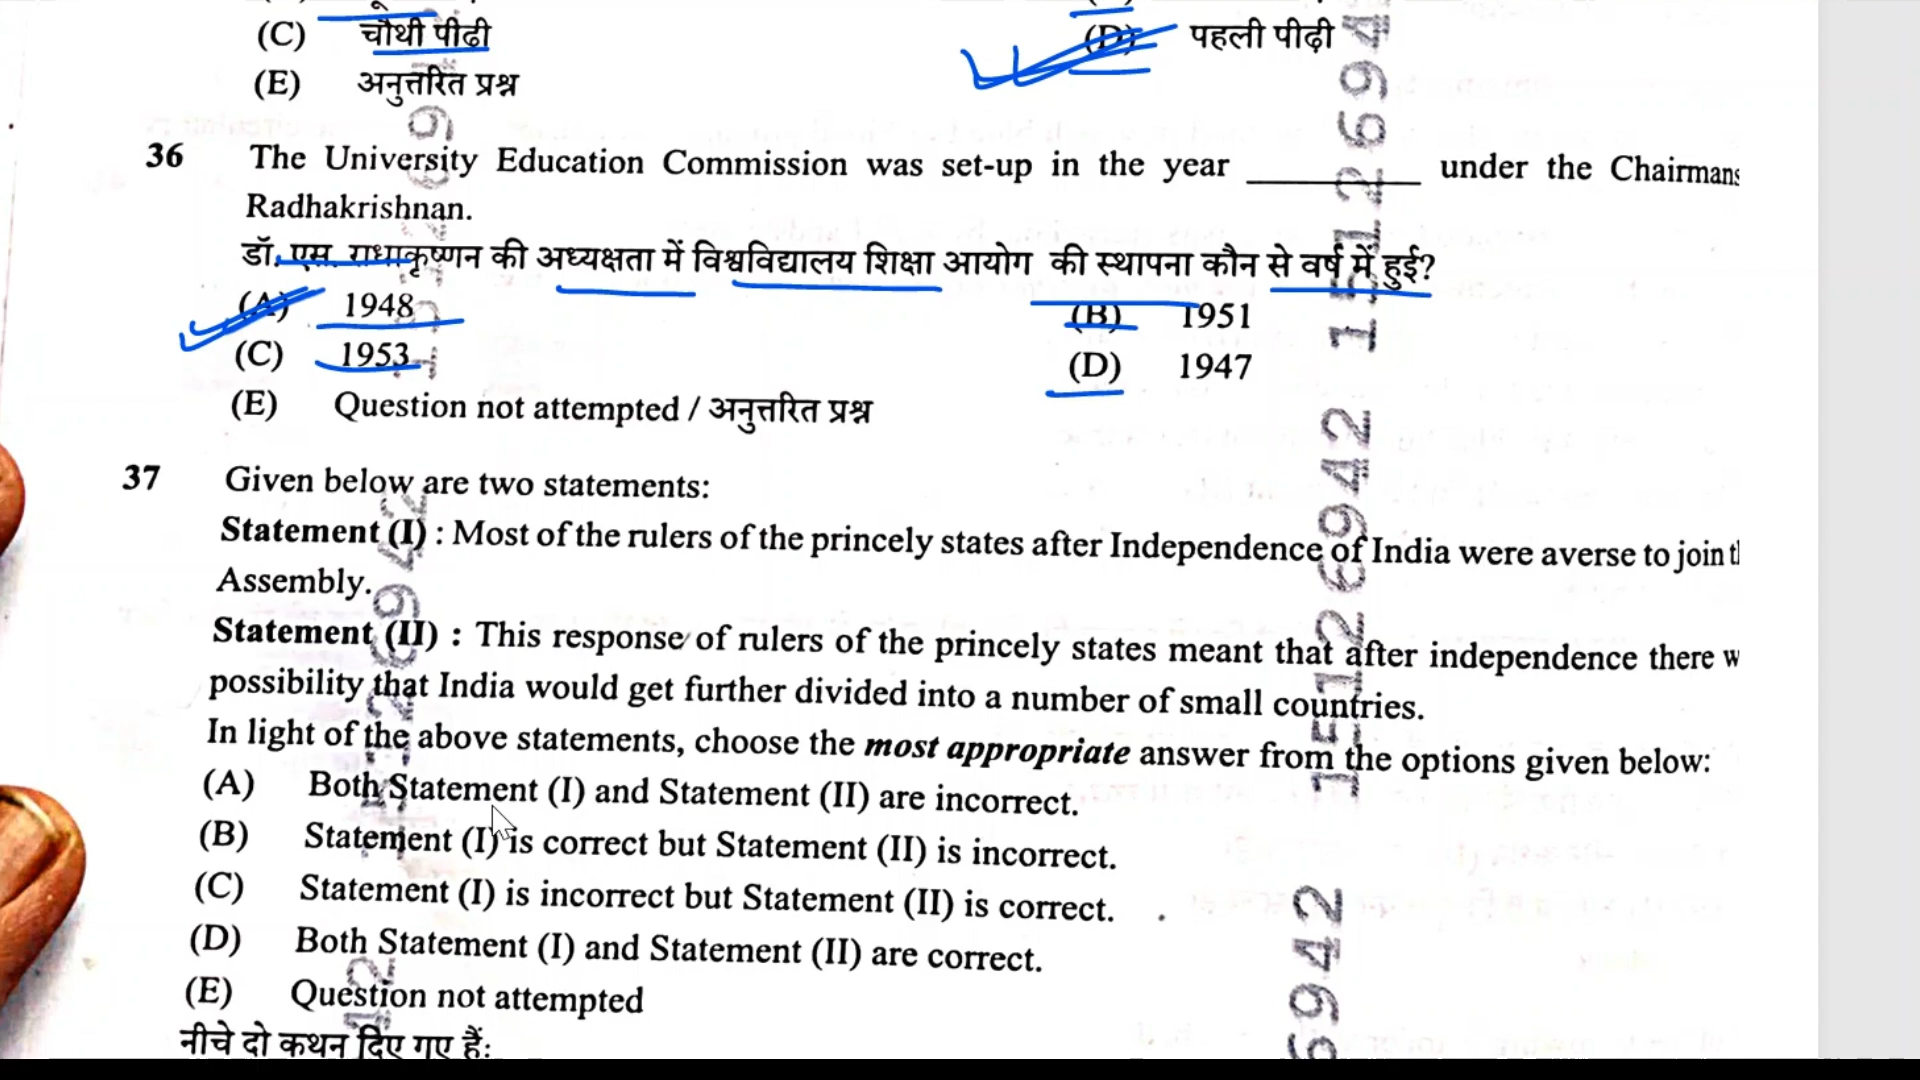 (C) चौथी पीढी (D) पहली पीढ़ी
(E) अनुत्तरित प्रश्न
36 The University Education Commission was set-up in the year ________ under the Chairmans
Radhakrishnan.
डॉ. एस. राधाकृष्णन की अध्यक्षता में विश्वविद्यालय शिक्षा आयोग की स्थापना कौन से वर्ष में हुई?
(A) 1948 (B) 1951
(C) 1953 (D) 1947
(E) Question not attempted / अनुत्तरित प्रश्न
37 Given below are two statements:
Statement (I) : Most of the rulers of the princely states after Independence of India were averse to join
Assembly.
Statement (II) : This response of rulers of the princely states meant that after independence there w
possibility that India would get further divided into a number of small countries.
In light of the above statements, choose the most appropriate answer from the options given below:
(A) Both Statement (I) and Statement (II) are incorrect.
(B) Statement (I) is correct but Statement (II) is incorrect.
(C) Statement (I) is incorrect but Statement (II) is correct.
(D) Both Statement (I) and Statement (II) are correct.
(E) Question not attempted
नीचे दो कथन दिए गए हैं: